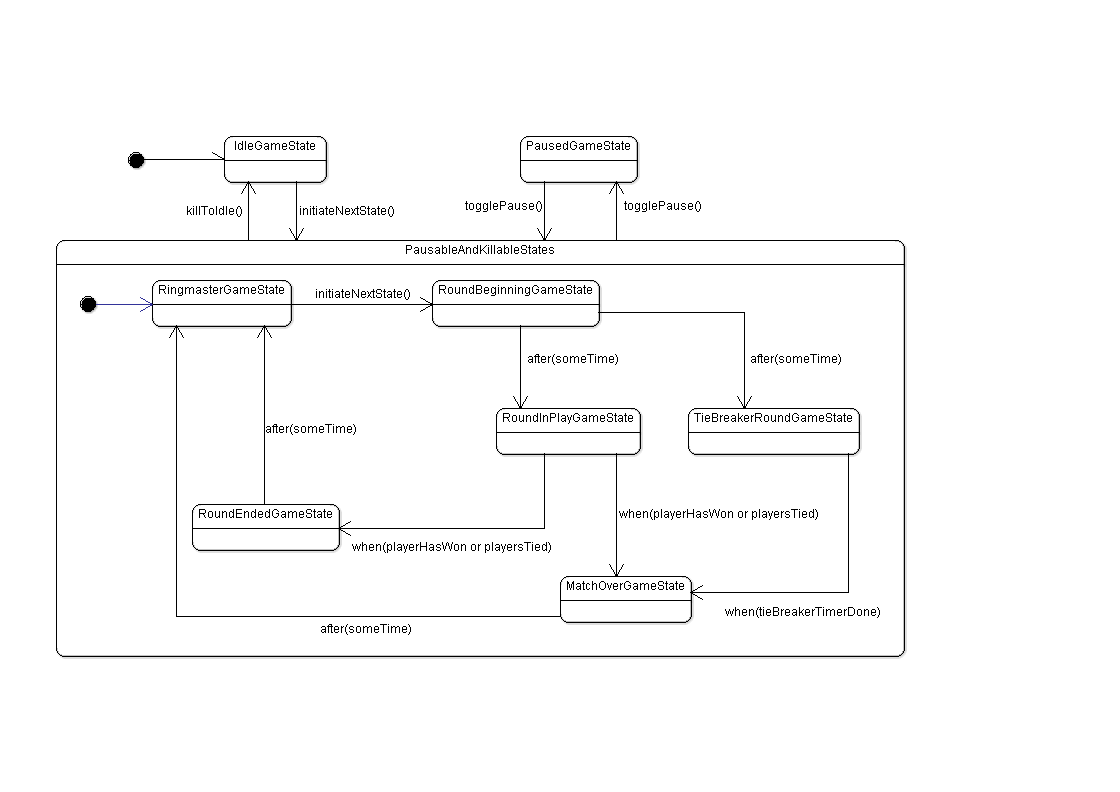 IdleGameState
PausedGameState
killToIdle()
initiateNextState()
togglePause()
togglePause()
PausableAndKillableStates
RingmasterGameState
initiateNextState()
RoundBeginningGameState
after(someTime)
after(someTime)
RoundInPlayGameState
TieBreakerRoundGameState
after(someTime)
RoundEndedGameState
when(playerHasWon or playersTied)
when(playerHasWon or playersTied)
MatchOverGameState
when(tieBreakerTimerDone)
after(someTime)